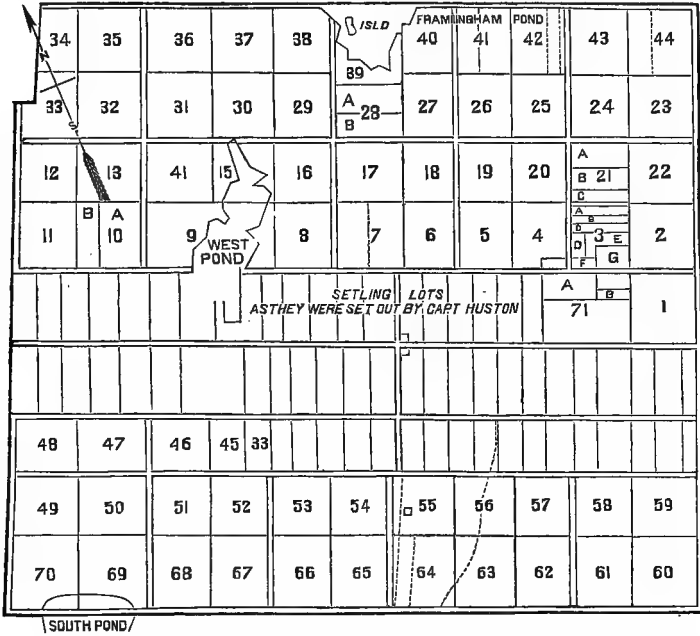 ISLD
FRAMINGHAM POND
34 35 36 37 38 39 40 41 42 43 44
33 32 31 30 29 A 28 27 26 25 24 23
B
12 13 41 15 16 17 18 19 20 A 22
B 21
C
B A
11 10 9 8 7 6 5 4 A 2
B
D 3 E
D
F G
WEST
POND
SETLING LOTS
ASTHEY WERE SET OUT BY CAPT HUSTON
A B
71 1
48 47 46 45 33
49 50 51 52 53 54 55 56 57 58 59
70 69 68 67 66 65 64 63 62 61 60
SOUTH POND